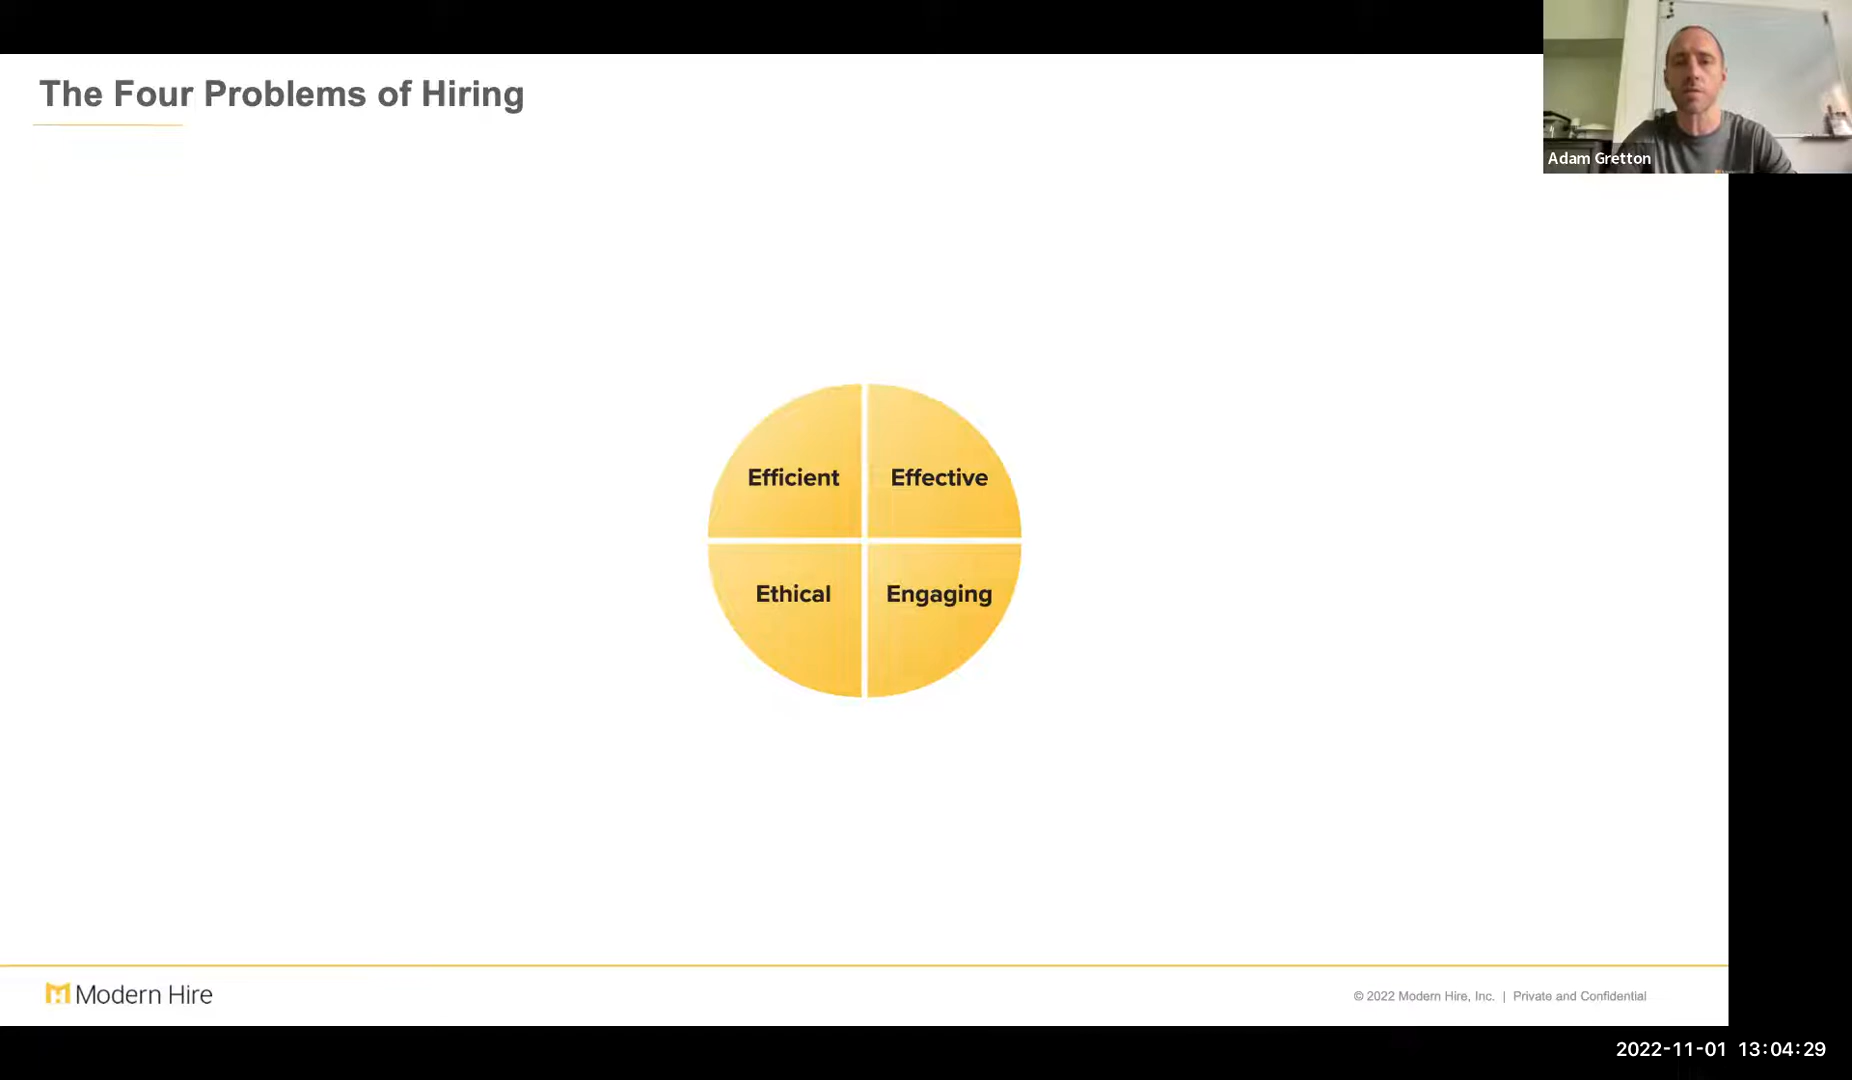 The Four Problems of Hiring
Adam Gretton
Efficient
Effective
Ethical
Engaging
Modern Hire
© 2022 Modern Hire, Inc. | Private and Confidential
2022-11-01 13:04:29